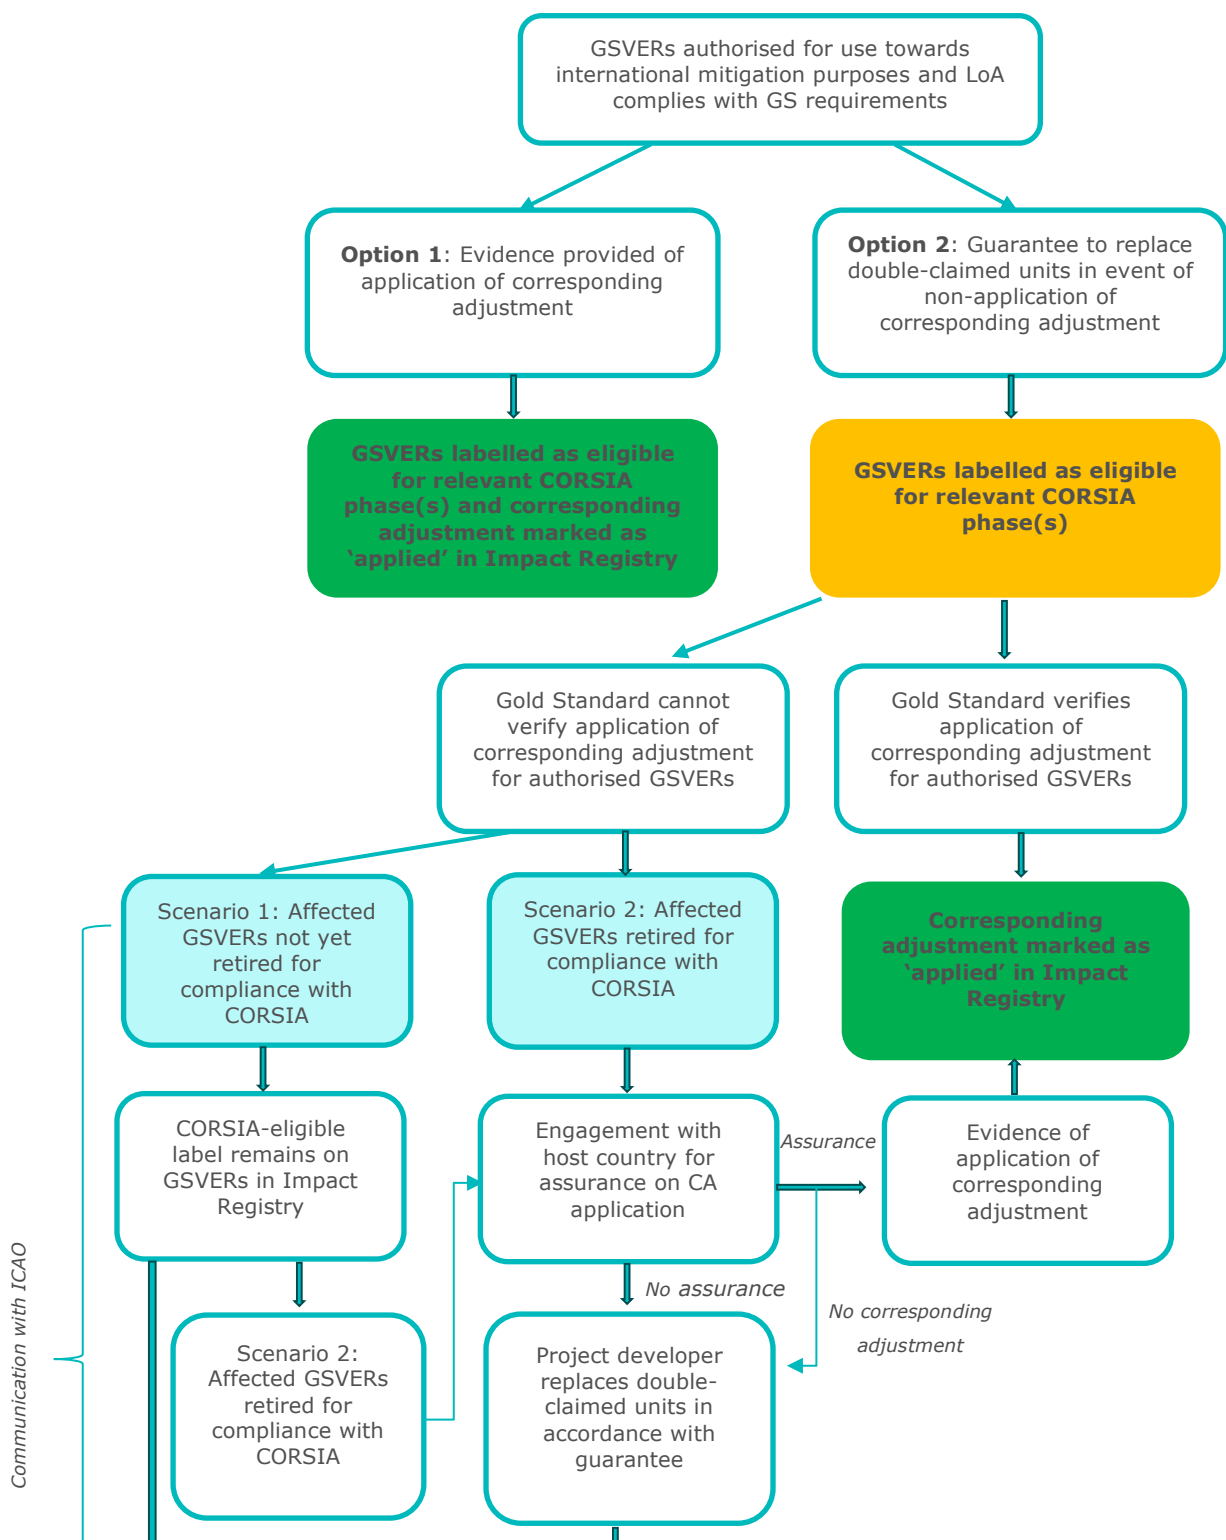 GSVERs authorised for use towards
international mitigation purposes and LoA
complies with GS requirements
Option 1: Evidence provided of
application of corresponding
adjustment
Option 2: Guarantee to replace
double-claimed units in event of
non-application of
corresponding adjustment
GSVERs labelled as eligible
for relevant CORSIA
phase(s) and corresponding
adjustment marked as
‘applied’ in Impact Registry
GSVERs labelled as eligible
for relevant CORSIA
phase(s)
Gold Standard cannot
verify application of
corresponding adjustment
for authorised GSVERs
Gold Standard verifies
application of
corresponding adjustment
for authorised GSVERs
Scenario 1: Affected
GSVERs not yet
retired for
compliance with
CORSIA
Scenario 2: Affected
GSVERs retired for
compliance with
CORSIA
Corresponding
adjustment marked as
‘applied’ in Impact
Registry
CORSIA-eligible
label remains on
GSVERs in Impact
Registry
Engagement with
host country for
assurance on CA
application
Assurance
Evidence of
application of
corresponding
adjustment
No assurance
No corresponding
adjustment
Communication with ICAO
Scenario 2:
Affected GSVERs
retired for
compliance with
CORSIA
Project developer
replaces double-
claimed units in
accordance with
guarantee